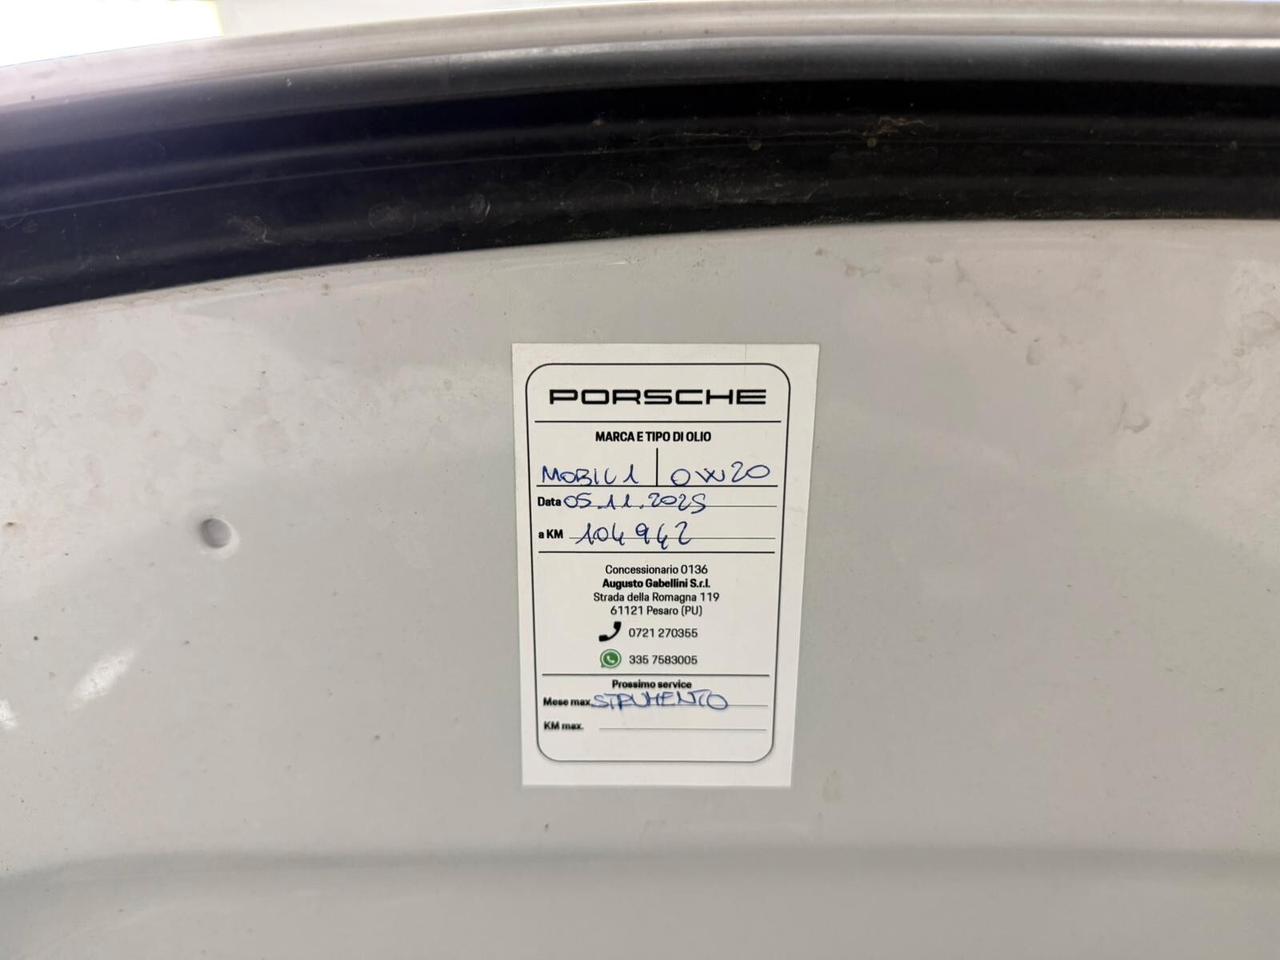 PORSCHE
MARCA E TIPO DI OLIO
MOBIL 1 | 0W20
Data 05.11.2025
a KM 104942
Concessionario 0136
Augusto Gabellini S.r.l.
Strada della Romagna 119
61121 Pesaro (PU)
0721 270355
335 7583005
Prossimo service
Mese max. STRUMENTO
KM max.